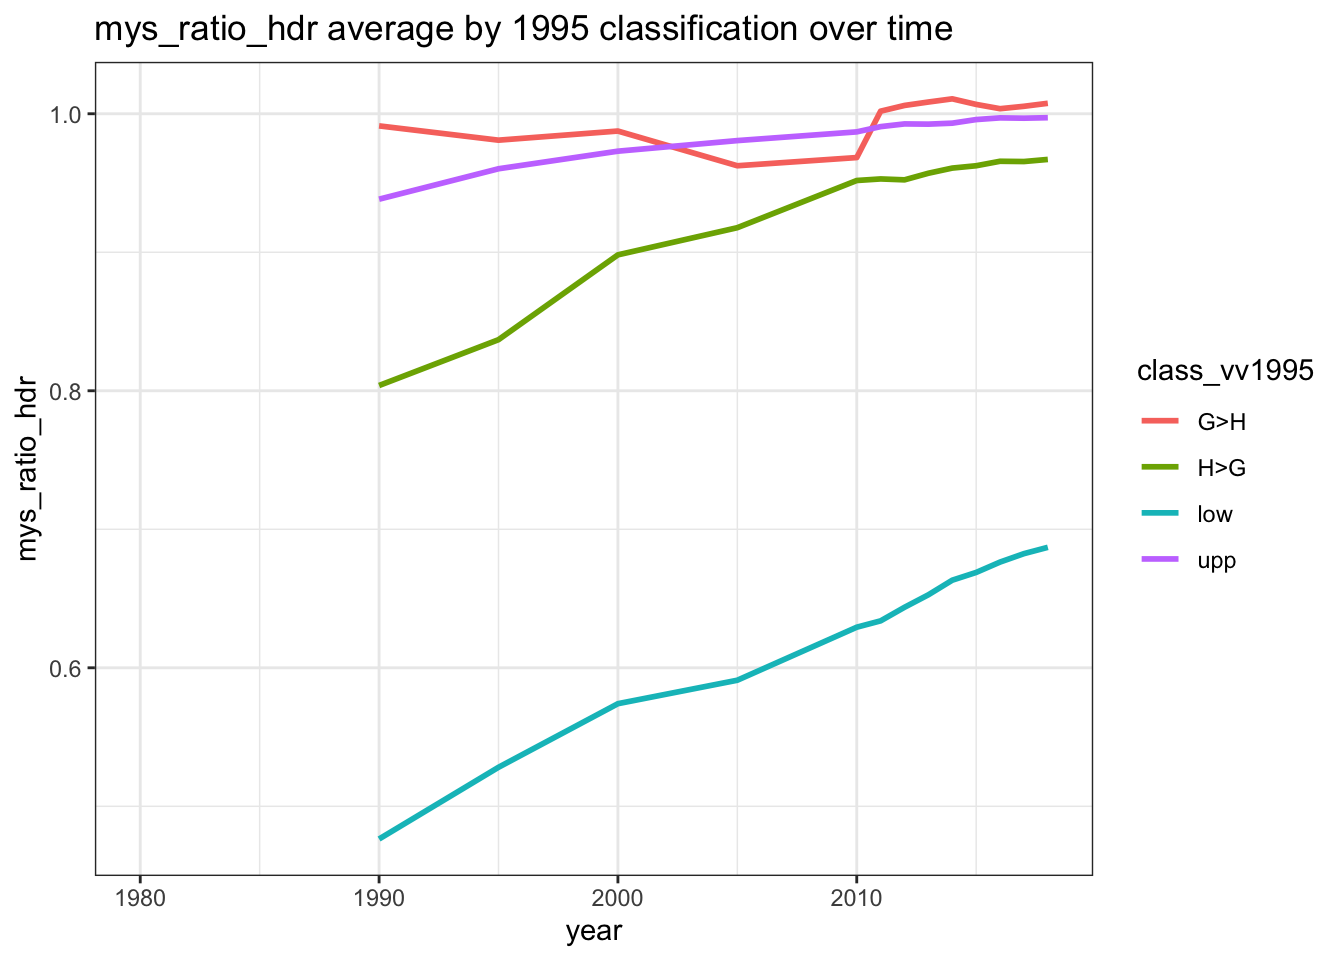 mys_ratio_hdr average by 1995 classification over time
mys_ratio_hdr
1.0
0.8
0.6
1980 1990 2000 2010
year
class_vv1995
G>H
H>G
low
upp